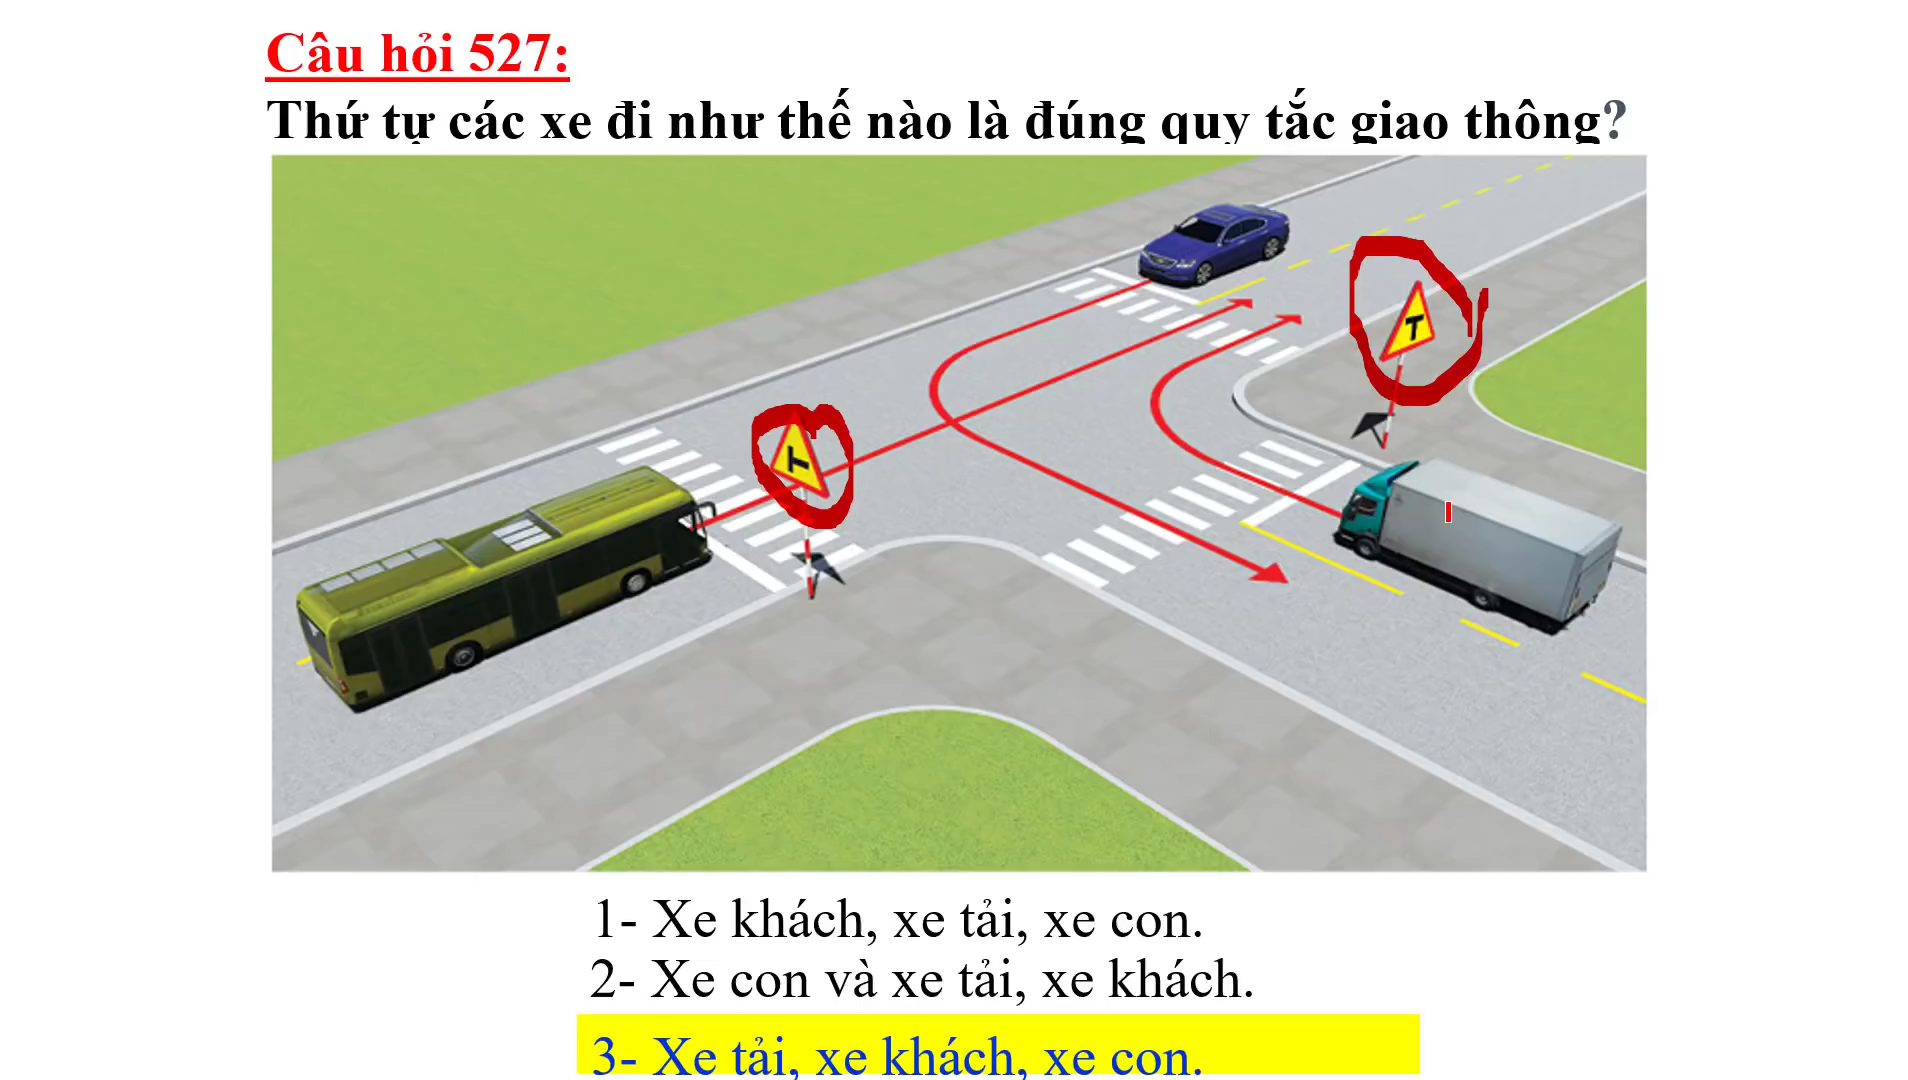 Câu hỏi 527:
Thứ tự các xe đi như thế nào là đúng quy tắc giao thông?
1- Xe khách, xe tải, xe con.
2- Xe con và xe tải, xe khách.
3- Xe tải, xe khách, xe con.